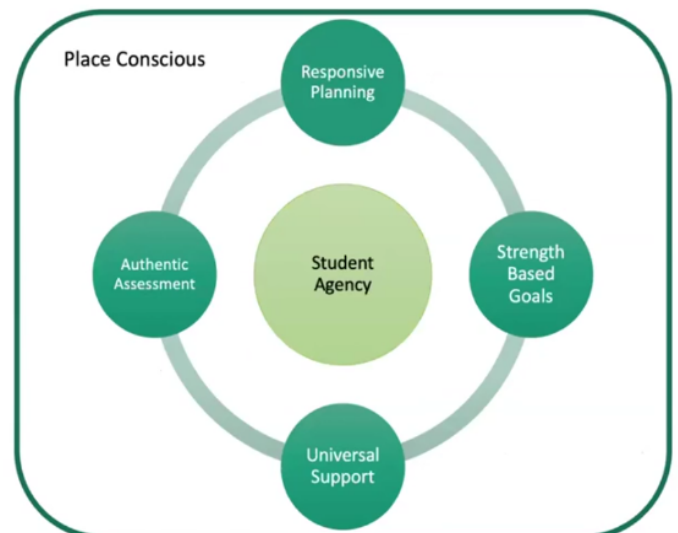 Place Conscious
Responsive
Planning
Authentic
Assessment
Student
Agency
Strength
Based
Goals
Universal
Support